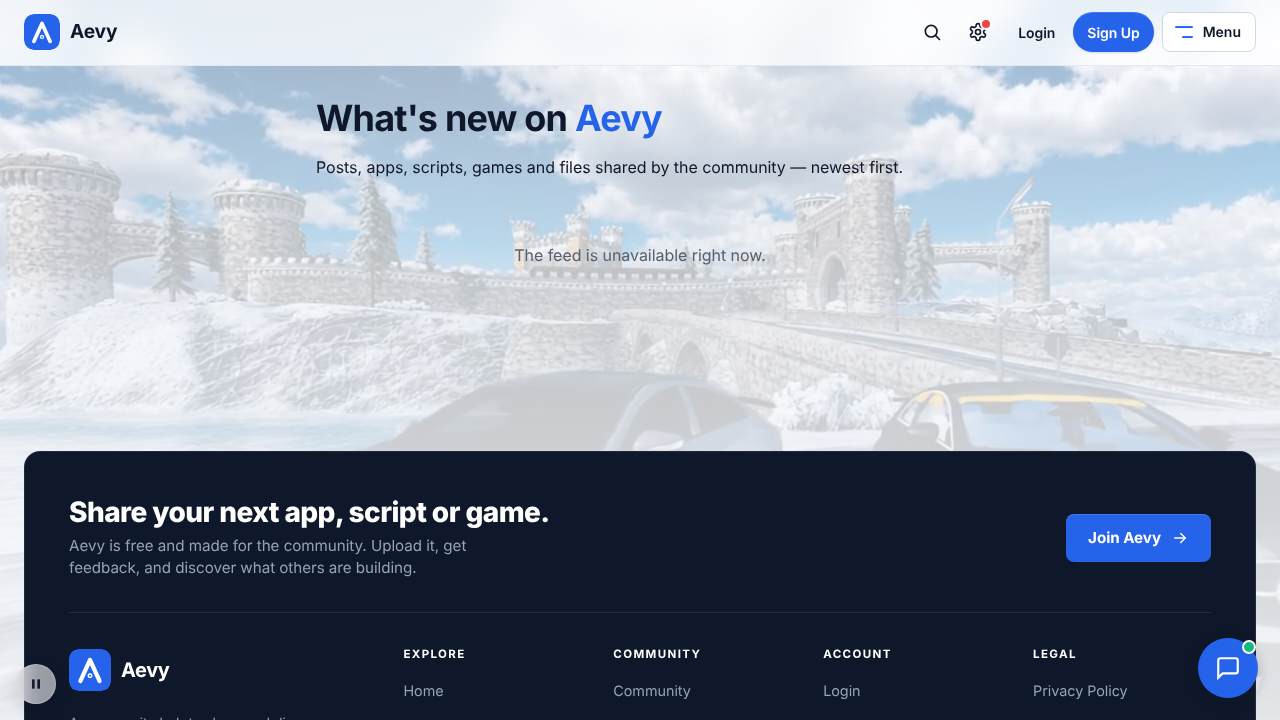 Aevy
Login
Sign Up
Menu
What's new on Aevy
Posts, apps, scripts, games and files shared by the community — newest first.
The feed is unavailable right now.
Share your next app, script or game.
Aevy is free and made for the community. Upload it, get
feedback, and discover what others are building.
Join Aevy
Aevy
EXPLORE
Home
COMMUNITY
Community
ACCOUNT
Login
LEGAL
Privacy Policy